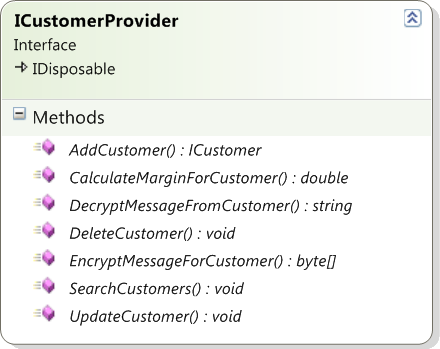 ICustomerProvider
Interface
IDisposable
Methods
AddCustomer() : ICustomer
CalculateMarginForCustomer() : double
DecryptMessageFromCustomer() : string
DeleteCustomer() : void
EncryptMessageForCustomer() : byte[]
SearchCustomers() : void
UpdateCustomer() : void